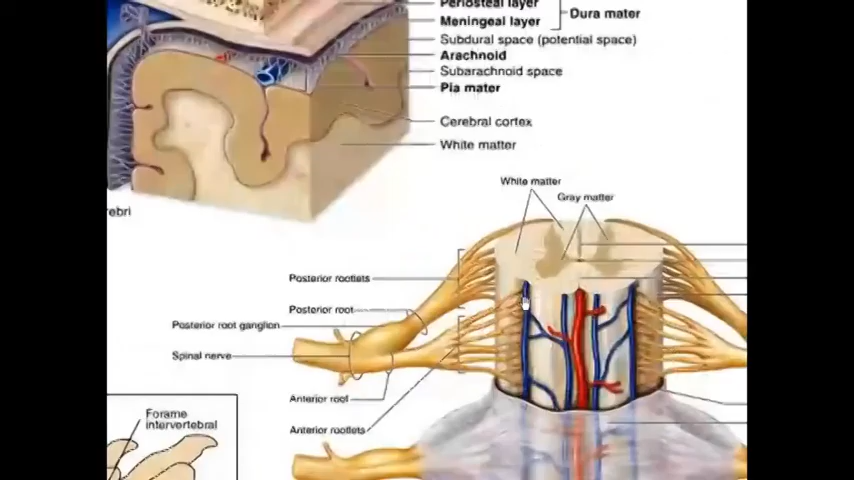 Periosteal layer
Meningeal layer
Dura mater
Subdural space (potential space)
Arachnoid
Subarachnoid space
Pia mater
Cerebral cortex
White matter
ebri
White matter
Gray matter
Posterior rootlets
Posterior root
Posterior root ganglion
Spinal nerve
Anterior root
Anterior rootlets
Forame
intervertebral